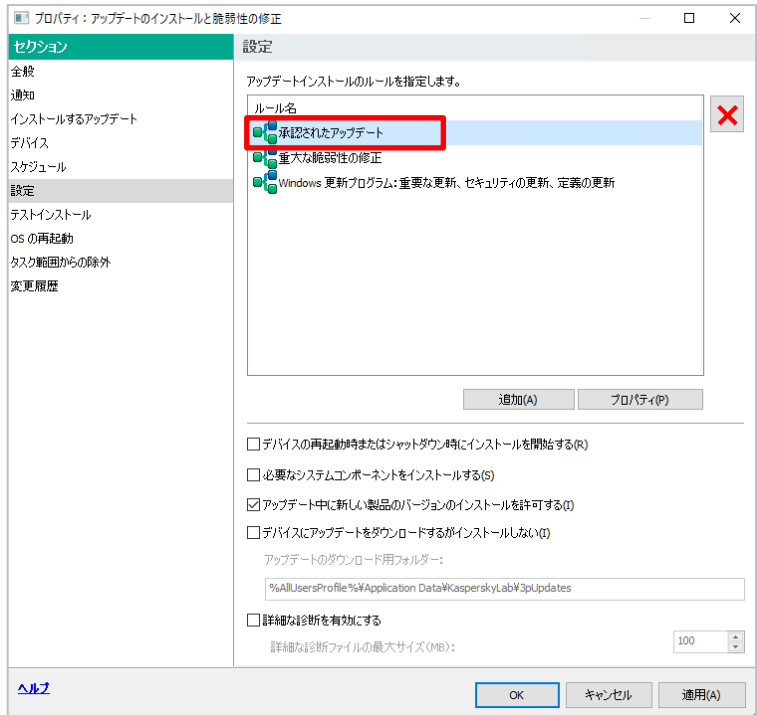 プロパティ：アップデートのインストールと脆弱性の修正
セクション
全般
通知
インストールするアップデート
デバイス
スケジュール
設定
テストインストール
OS の再起動
タスク範囲からの除外
変更履歴
設定
アップデートインストールのルールを指定します。
ルール名
承認されたアップデート
重大な脆弱性の修正
Windows 更新プログラム: 重要な更新、セキュリティの更新、定義の更新
追加(A)
プロパティ(P)
デバイスの再起動時またはシャットダウン時にインストールを開始する(R)
必要なシステムコンポーネントをインストールする(S)
アップデート中に新しい製品のバージョンのインストールを許可する(I)
デバイスにアップデートをダウンロードするがインストールしない(I)
アップデートのダウンロード用フォルダー:
%AllUsersProfile%¥Application Data¥KasperskyLab¥3pUpdates
詳細な診断を有効にする
詳細な診断ファイルの最大サイズ(MB):
100
ヘルプ
OK
キャンセル
適用(A)